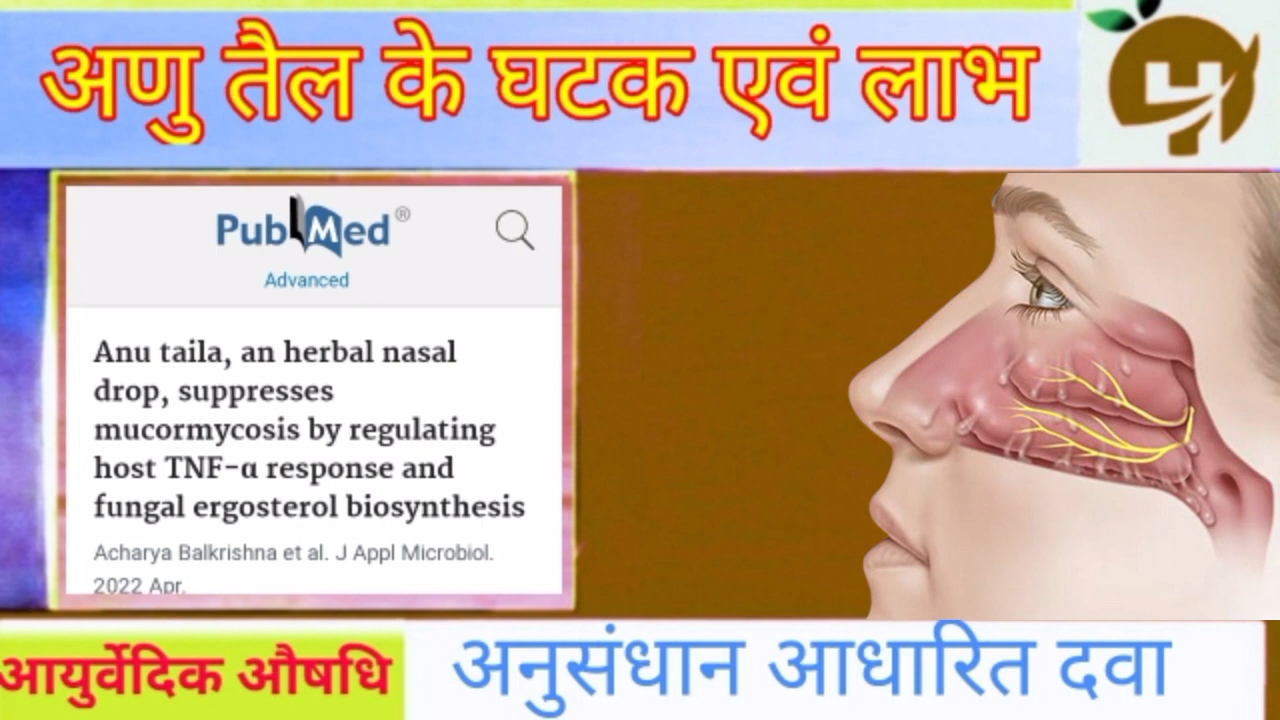 अणु तैल के घटक एवं लाभ
PubMed®
Advanced
Anu taila, an herbal nasal
drop, suppresses
mucormycosis by regulating
host TNF-α response and
fungal ergosterol biosynthesis
Acharya Balkrishna et al. J Appl Microbiol.
2022 Apr.
आयुर्वेदिक औषधि
अनुसंधान आधारित दवा